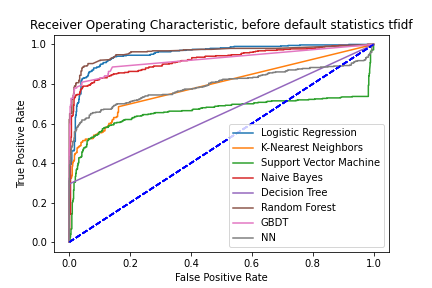 Receiver Operating Characteristic, before default statistics tfidf
True Positive Rate
1.0
0.8
0.6
0.4
0.2
0.0
Logistic Regression
K-Nearest Neighbors
Support Vector Machine
Naive Bayes
Decision Tree
Random Forest
GBDT
NN
0.0 0.2 0.4 0.6 0.8 1.0
False Positive Rate